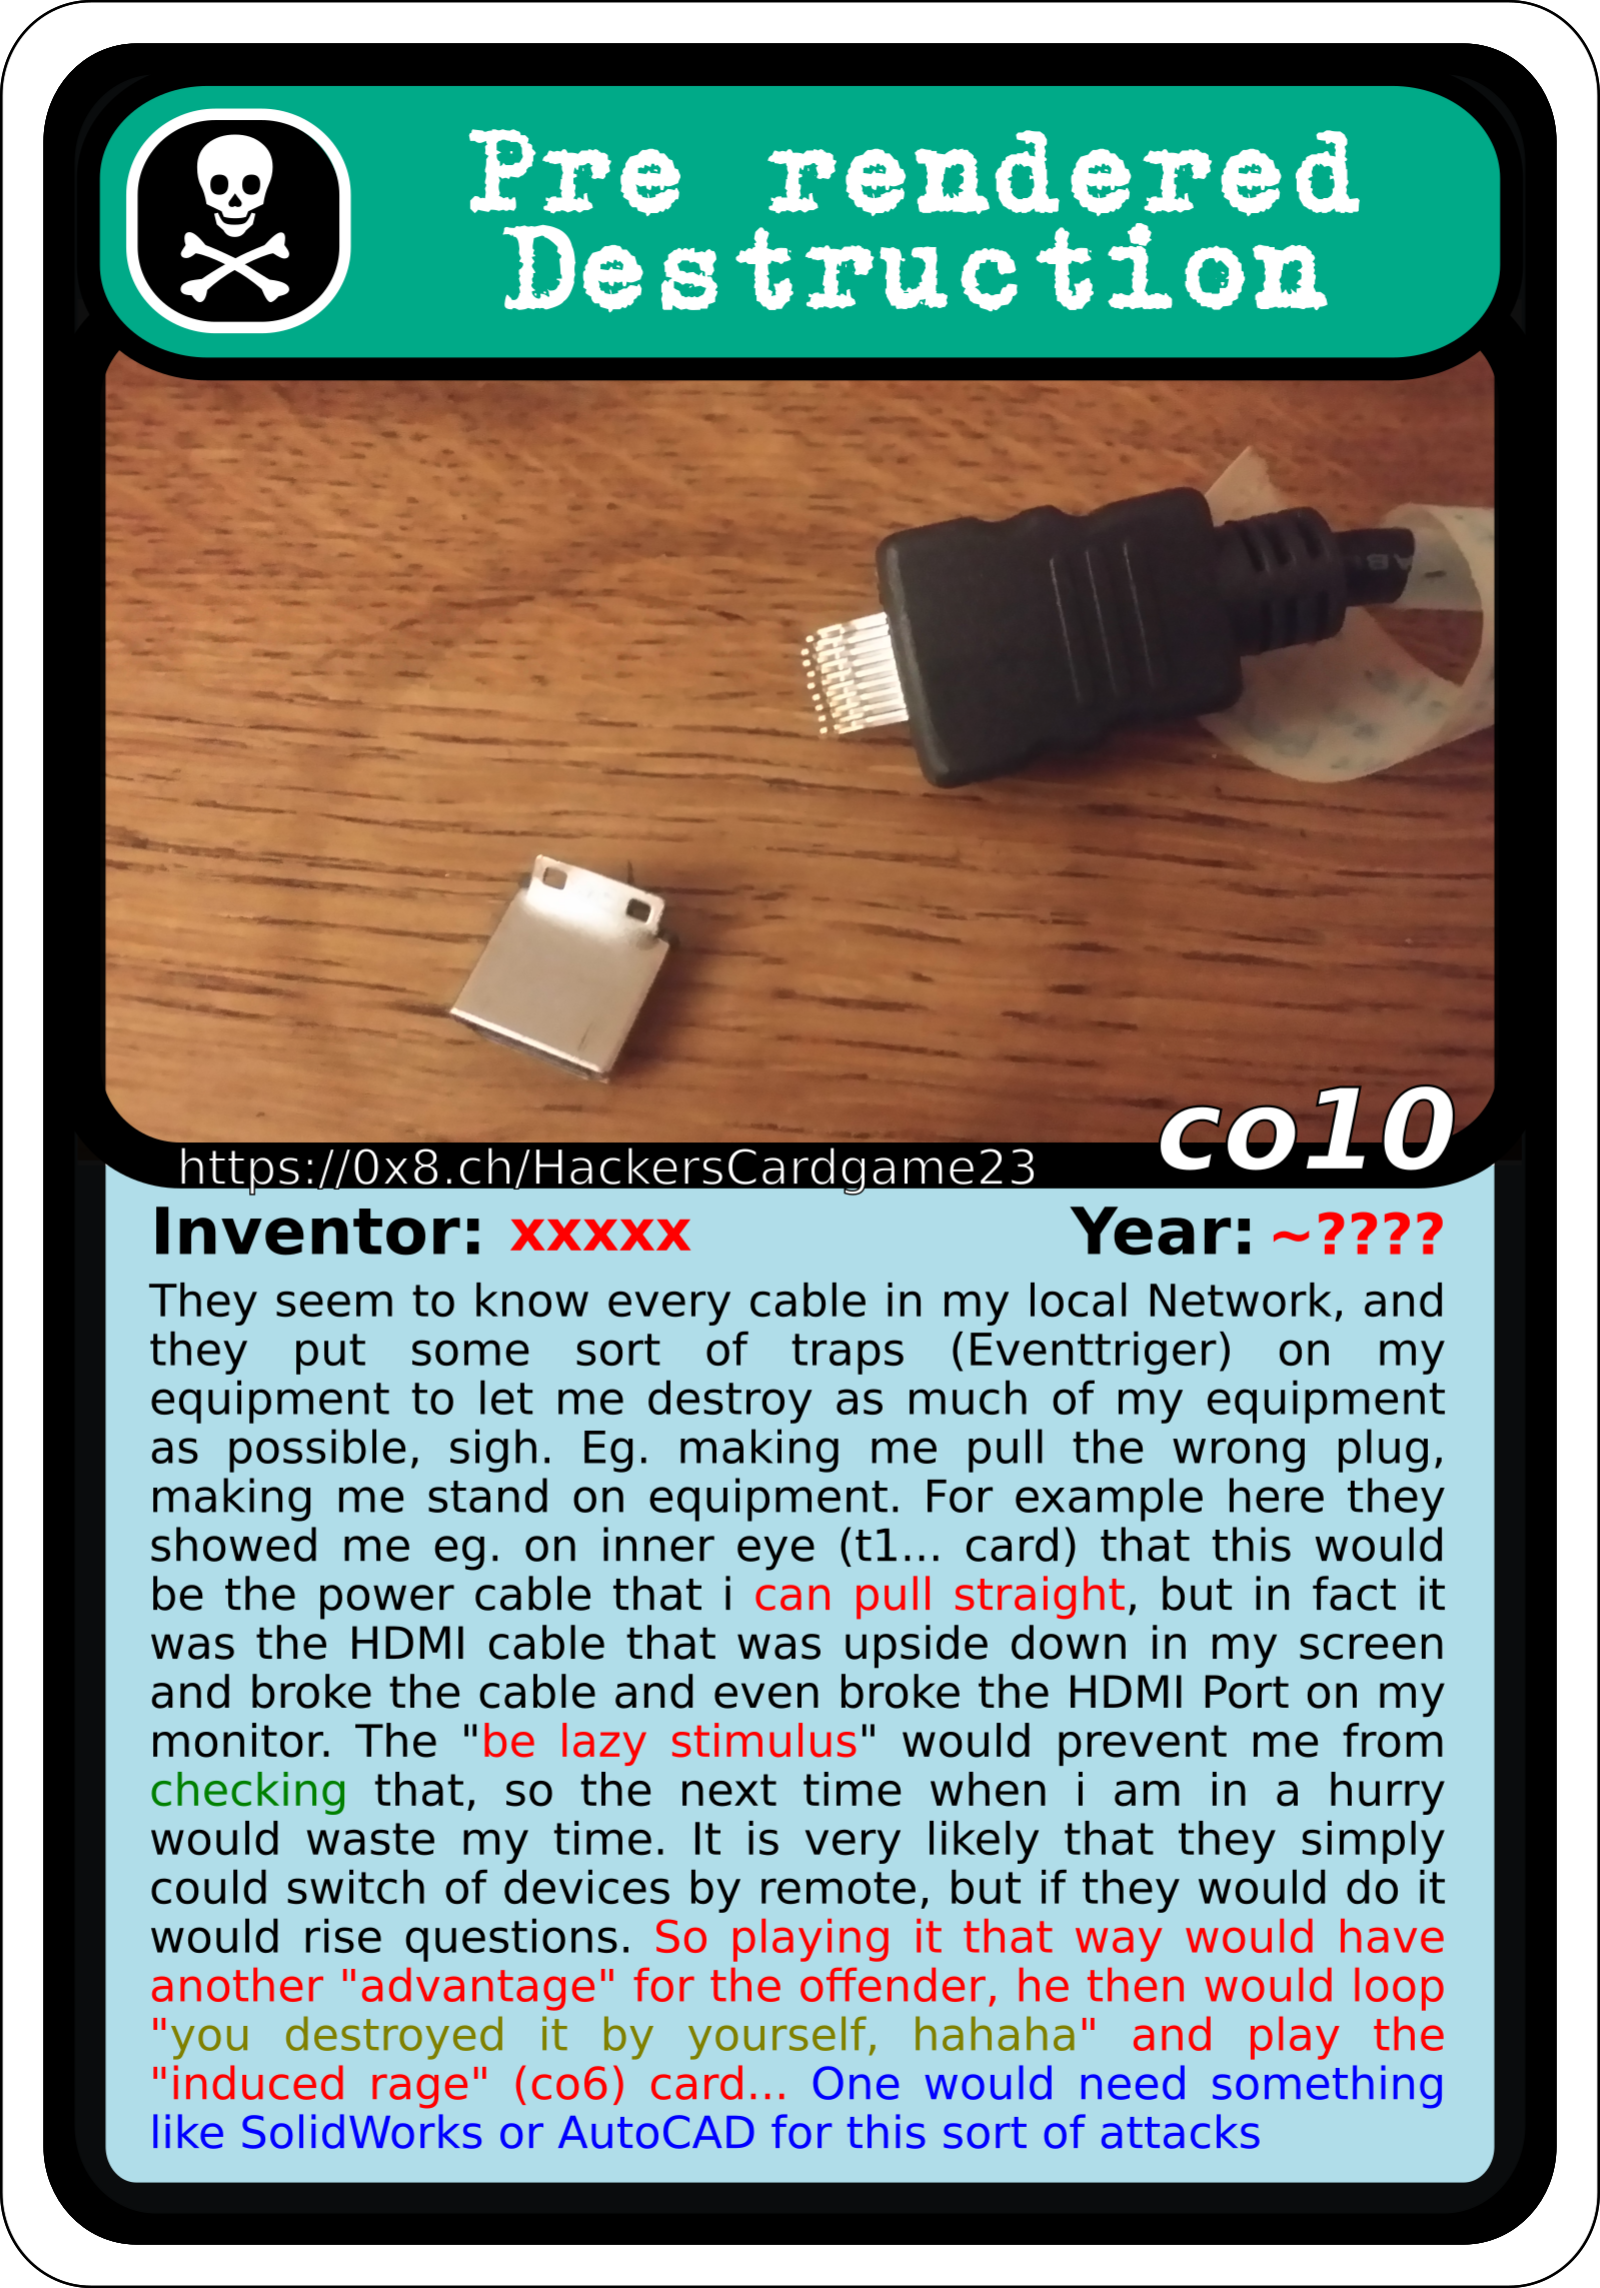 Pre rendered
Destruction
co10
https://0x8.ch/HackersCardgame23
Inventor: xxxxx Year: ~????
They seem to know every cable in my local Network, and
they put some sort of traps (Eventtriger) on my
equipment to let me destroy as much of my equipment
as possible, sigh. Eg. making me pull the wrong plug,
making me stand on equipment. For example here they
showed me eg. on inner eye (t1... card) that this would
be the power cable that i can pull straight, but in fact it
was the HDMI cable that was upside down in my screen
and broke the cable and even broke the HDMI Port on my
monitor. The "be lazy stimulus" would prevent me from
checking that, so the next time when i am in a hurry
would waste my time. It is very likely that they simply
could switch of devices by remote, but if they would do it
would rise questions. So playing it that way would have
another "advantage" for the offender, he then would loop
"you destroyed it by yourself, hahaha" and play the
"induced rage" (co6) card... One would need something
like SolidWorks or AutoCAD for this sort of attacks